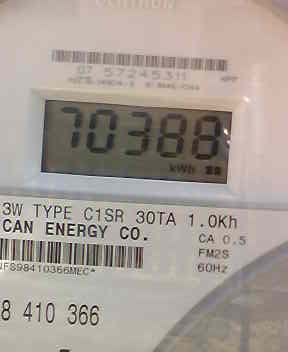 07 57245311
70388
kWh
3W TYPE C1SR 30TA 1.0Kh
CAN ENERGY CO.
CA 0.5
FM2S
60Hz
8 410 366